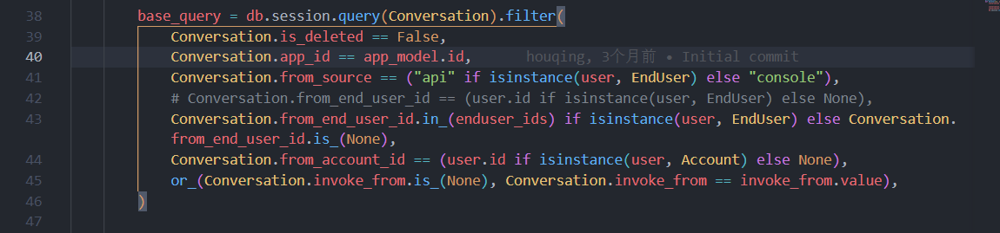 38 base_query = db.session.query(Conversation).filter(
39 Conversation.is_deleted == False,
40 Conversation.app_id == app_model.id, houqing, 3个月前 • Initial commit
41 Conversation.from_source == ("api" if isinstance(user, EndUser) else "console"),
42 # Conversation.from_end_user_id == (user.id if isinstance(user, EndUser) else None),
43 Conversation.from_end_user_id.in_(enduser_ids) if isinstance(user, EndUser) else Conversation.
from_end_user_id.is_(None),
44 Conversation.from_account_id == (user.id if isinstance(user, Account) else None),
45 or_(Conversation.invoke_from.is_(None), Conversation.invoke_from == invoke_from.value),
46 )
47